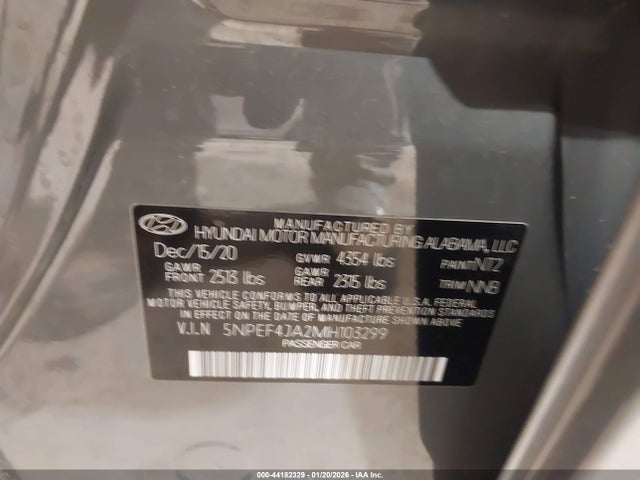 MANUFACTURED BY
HYUNDAI MOTOR MANUFACTURING ALABAMA, LLC
Dec/15/20 GVWR 4354 lbs PAINT NTZ
GAWR FRONT 2513 lbs GAWR REAR 2315 lbs TRIM NNB
THIS VEHICLE CONFORMS TO ALL APPLICABLE U.S.A. FEDERAL
MOTOR VEHICLE SAFETY, BUMPER, AND THEFT PREVENTION STANDARDS
IN EFFECT ON THE DATE OF MANUFACTURE SHOWN ABOVE.
V.I.N 5NPEF4JA2MH103299
PASSENGER CAR
000-44182329 - 01/20/2026 - IAA Inc.